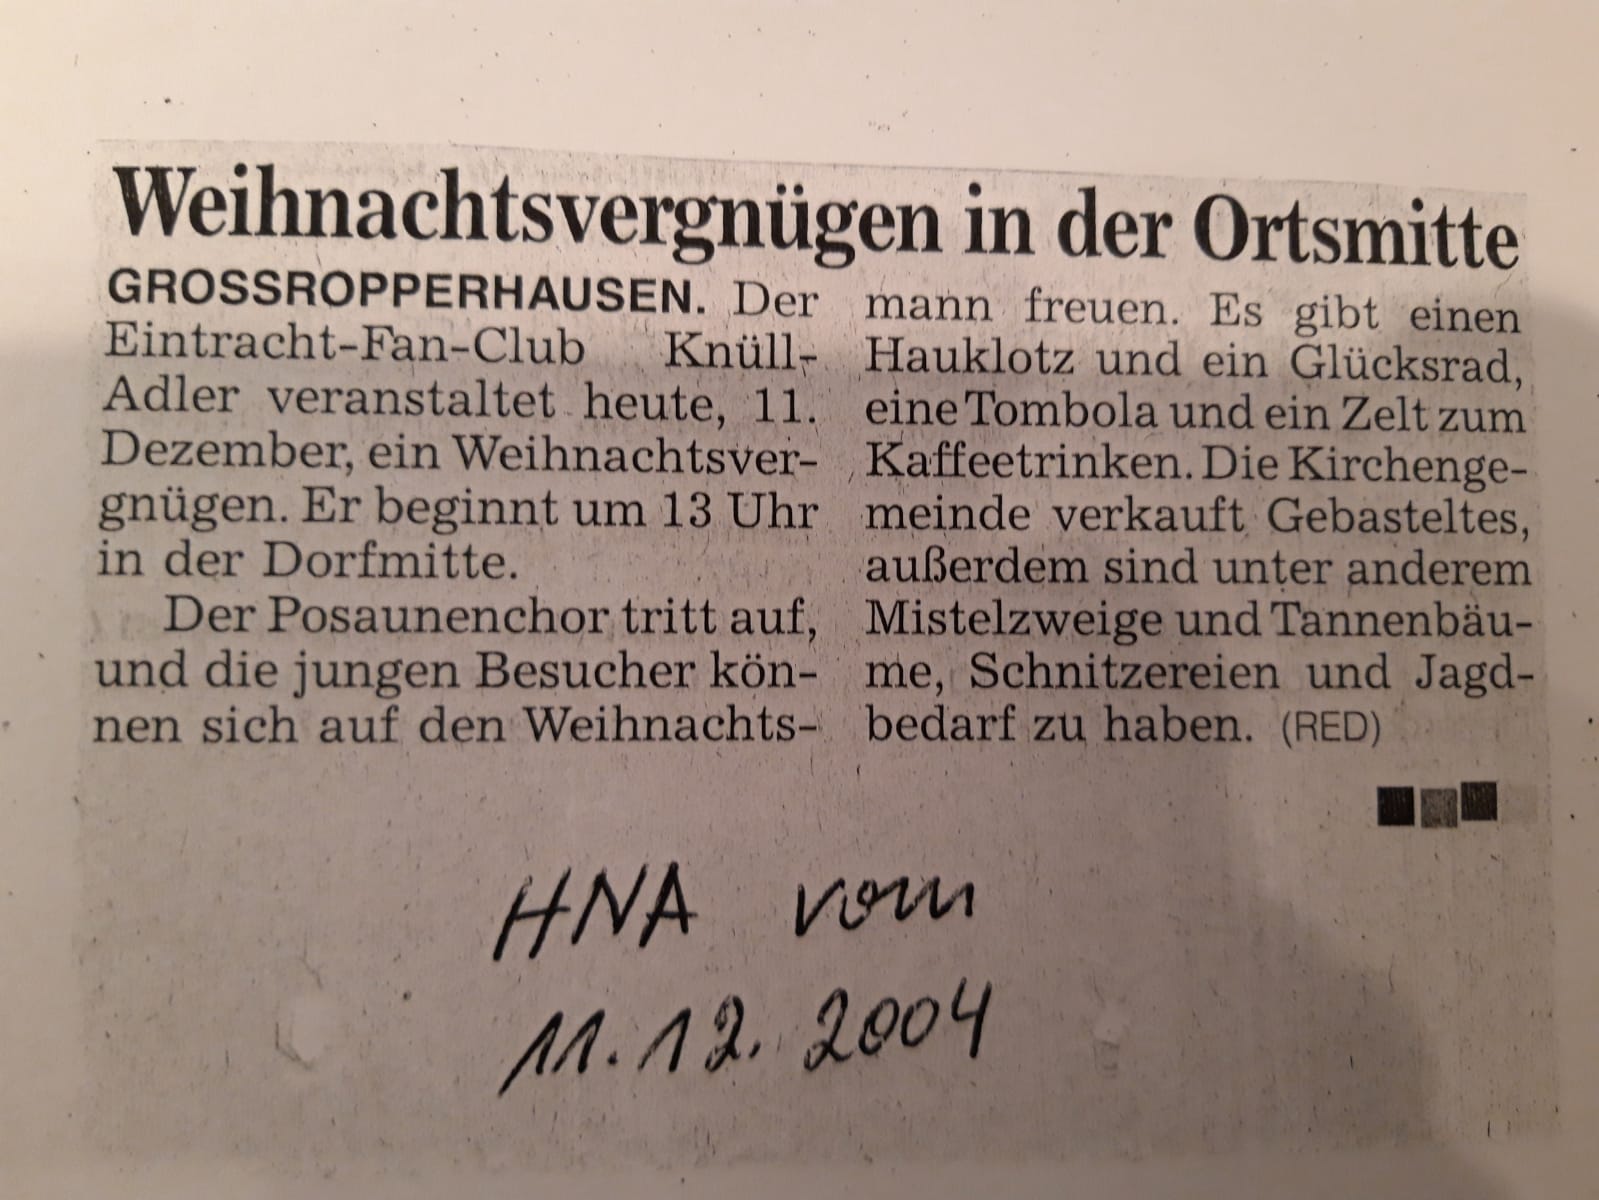 Weihnachtsvergnügen in der Ortsmitte
GROSSROPPERHAUSEN. Der
Eintracht-Fan-Club Knüll-
Adler veranstaltet heute, 11.
Dezember, ein Weihnachtsver-
gnügen. Er beginnt um 13 Uhr
in der Dorfmitte.
Der Posaunenchor tritt auf,
und die jungen Besucher kön-
nen sich auf den Weihnachts-
mann freuen. Es gibt einen
Hauklotz und ein Glücksrad,
eine Tombola und ein Zelt zum
Kaffeetrinken. Die Kirchenge-
meinde verkauft Gebasteltes,
außerdem sind unter anderem
Mistelzweige und Tannenbäu-
me, Schnitzereien und Jagd-
bedarf zu haben. (RED)
HNA vom
11.12.2004